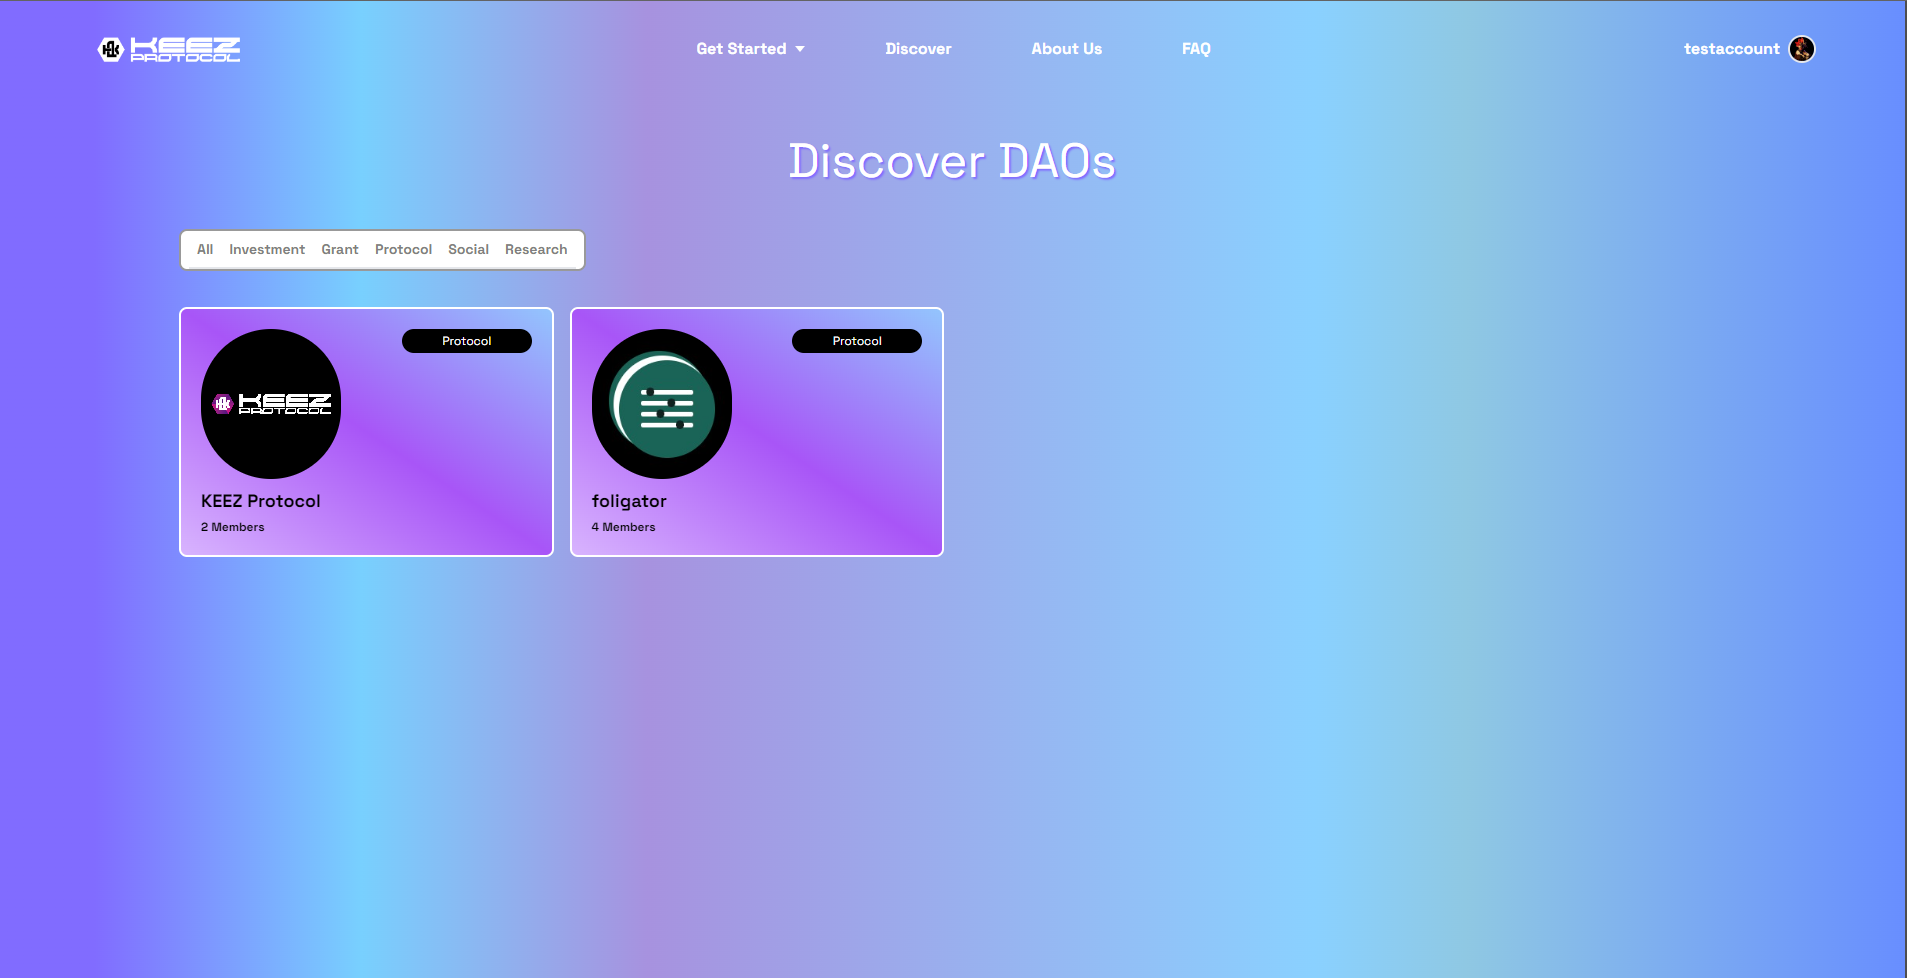 KEEZ PROTOCOL
Get Started Discover About Us FAQ
testaccount
Discover DAOs
All Investment Grant Protocol Social Research
Protocol
KEEZ PROTOCOL
KEEZ Protocol
2 Members
Protocol
foligator
4 Members